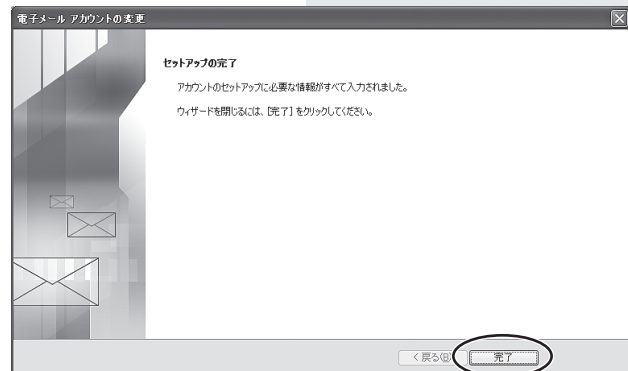 電子メール アカウントの変更
セットアップの完了
アカウントのセットアップに必要な情報がすべて入力されました。
ウィザードを閉じるには、[完了] をクリックしてください。
< 戻る(B) 完了